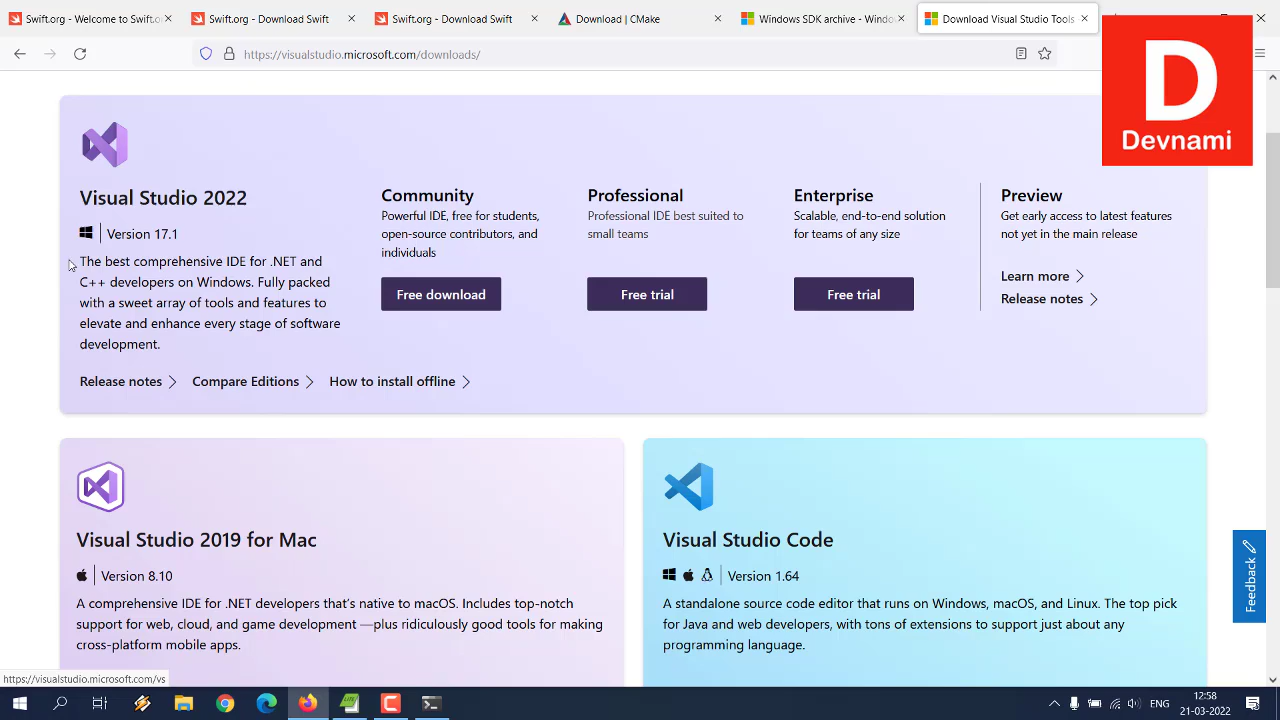 Swift.org - Welcome to Swift.o
Swift.org - Download Swift
Swift.org - Download Swift
Download | CMake
Windows SDK archive - Windo
Download Visual Studio Tools
https://visualstudio.microsoft.com/downloads/
D
Devnami
Visual Studio 2022
Version 17.1
The best comprehensive IDE for .NET and
C++ developers on Windows. Fully packed
with a sweet array of tools and features to
elevate and enhance every stage of software
development.
Community
Powerful IDE, free for students,
open-source contributors, and
individuals
Free download
Professional
Professional IDE best suited to
small teams
Free trial
Enterprise
Scalable, end-to-end solution
for teams of any size
Free trial
Preview
Get early access to latest features
not yet in the main release
Learn more
Release notes
Release notes
Compare Editions
How to install offline
Visual Studio 2019 for Mac
Version 8.10
A comprehensive IDE for .NET developers that's native to macOS. Includes top-notch
support for web, cloud, and game development —plus ridiculously good tools for making
cross-platform mobile apps.
Visual Studio Code
Version 1.64
A standalone source code editor that runs on Windows, macOS, and Linux. The top pick
for Java and web developers, with tons of extensions to support just about any
programming language.
Feedback
https://visualstudio.microsoft.com/vs
ENG
12:58
21-03-2022